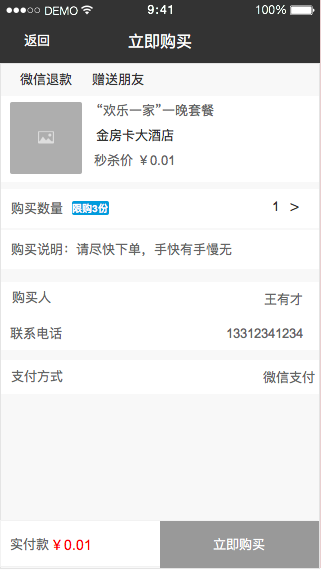 DEMO 9:41 100%
返回 立即购买
微信退款 赠送朋友
“欢乐一家”一晚套餐
金房卡大酒店
秒杀价 ￥0.01
购买数量 限购3份 1 >
购买说明：请尽快下单，手快有手慢无
购买人 王有才
联系电话 13312341234
支付方式 微信支付
实付款 ￥0.01 立即购买